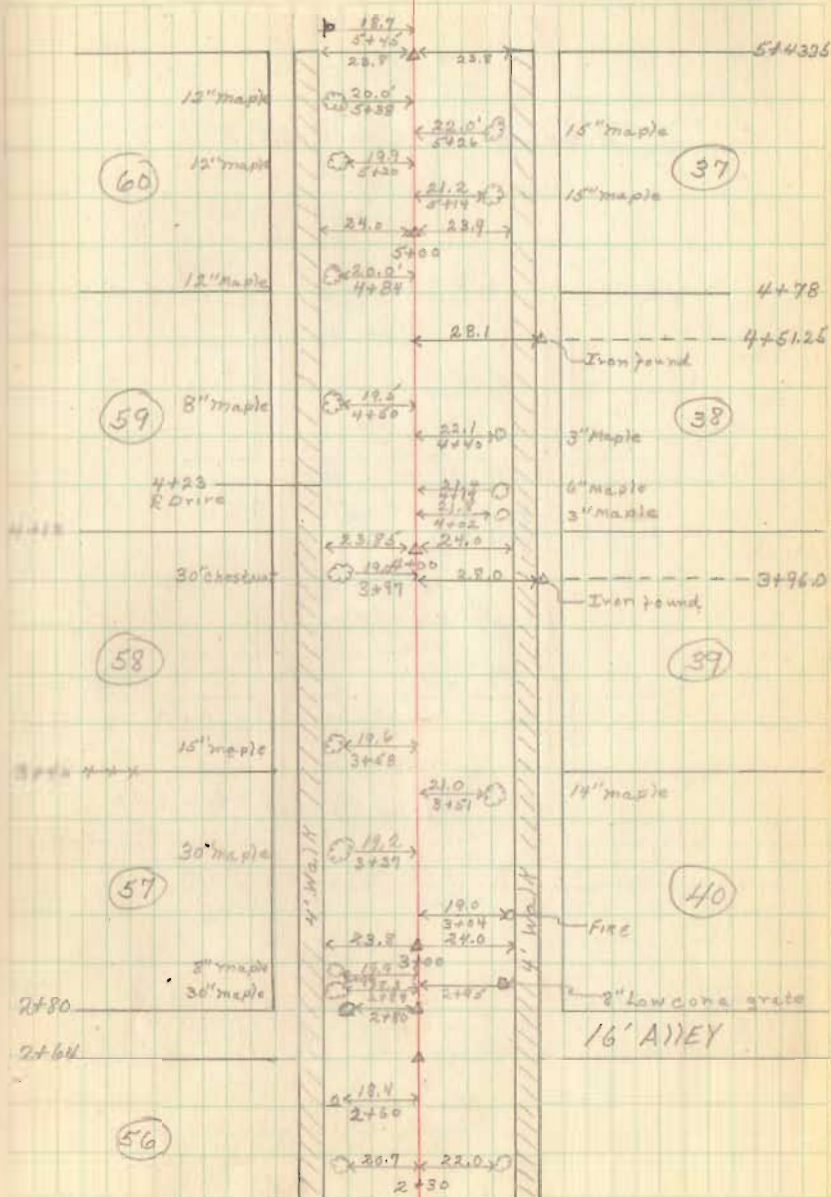 18.7
5+45
23.8 23.8
5+43.35
12" maple
20.0'
5+38
22.0'
5+26
15" maple
12" maple
19.9
5+20
60
37
21.2
5+14
15" maple
24.0 23.9
5+00
12" Maple
20.0'
4+84
4+78
28.1
4+51.25
Iron found
8" maple
19.5
59
38
22.1
4+40
3" Maple
4+23
℄ Drive
6" Maple
21.8
4+02
3" Maple
23.85 24.0
4+00
30" Chestnut
3+97
28.0
3+96.0
Iron found
58
39
15" maple
19.6
3+58
21.0
3+51
14" maple
30" maple
19.2
3+37
57
40
4' Walk
4' Walk
19.0
3+04
Fire
23.8 24.0
3+00
8" maple
30" maple
2+95
8" Low cona grate
2+80
2+80
16' Alley
2+64
18.4
56
20.7 22.0
2+30